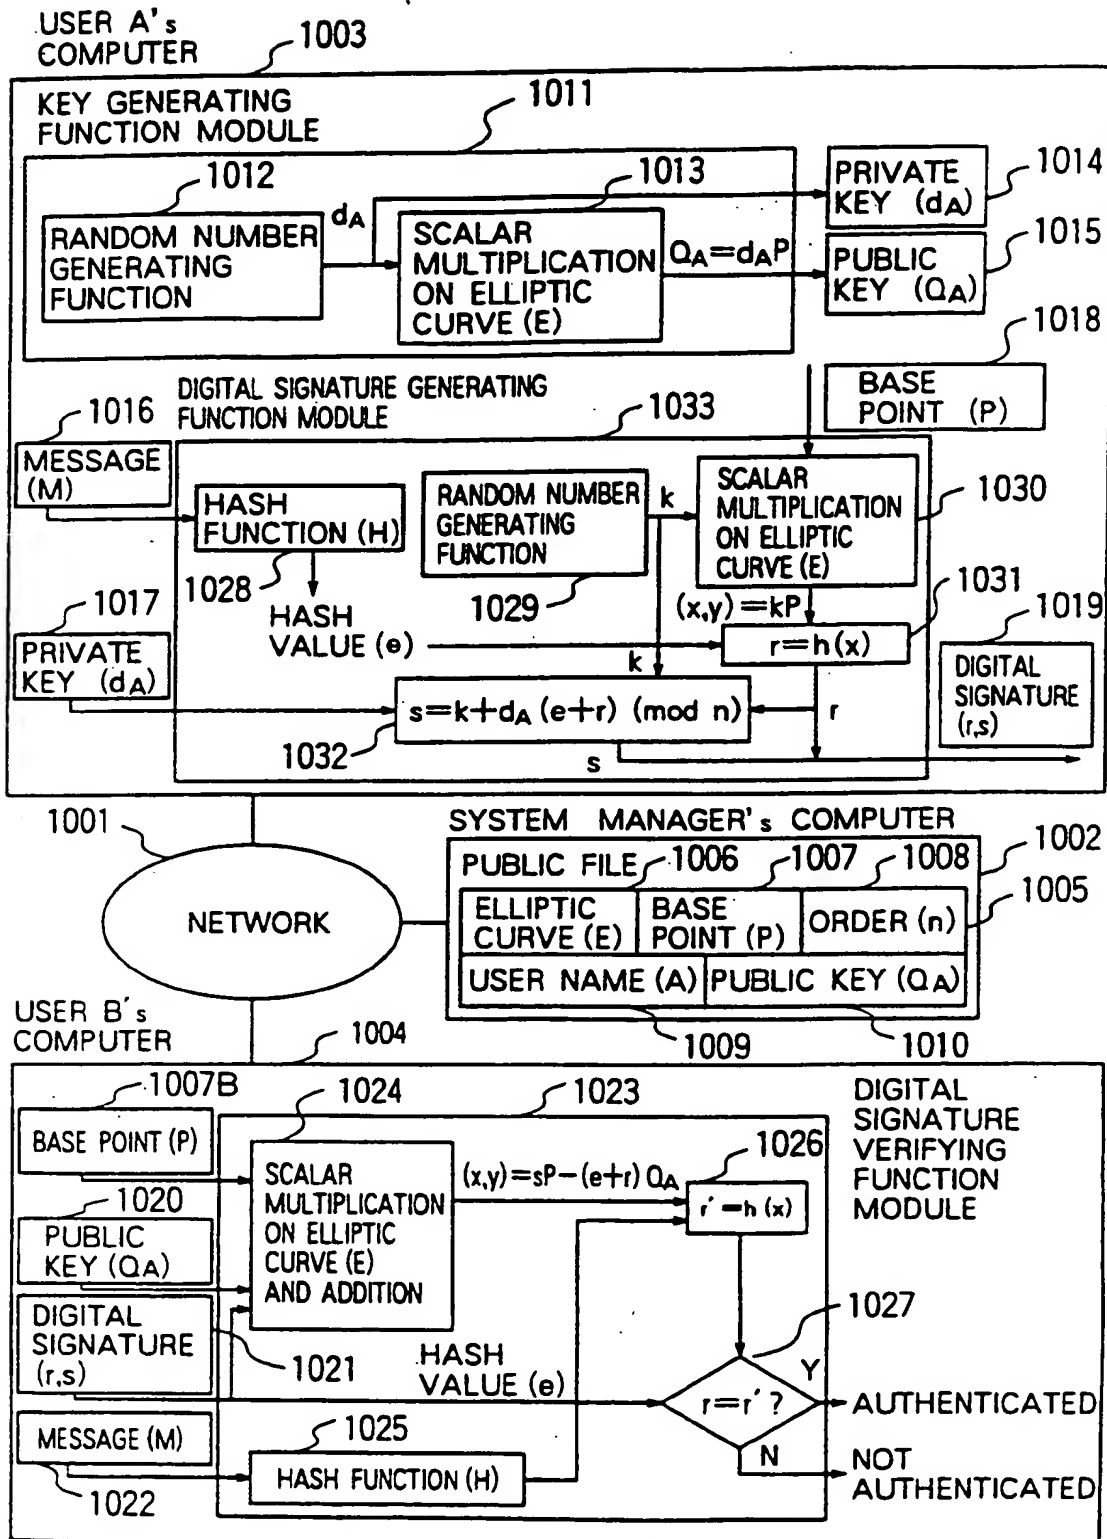 USER A's
COMPUTER
1003
KEY GENERATING
FUNCTION MODULE
1011
1012
1013
1014
RANDOM NUMBER
GENERATING
FUNCTION
dA
SCALAR
MULTIPLICATION
ON ELLIPTIC
CURVE (E)
QA=dAP
PRIVATE
KEY (dA)
1015
PUBLIC
KEY (QA)
1018
BASE
POINT (P)
DIGITAL SIGNATURE GENERATING
FUNCTION MODULE
1016
1033
MESSAGE
(M)
HASH
FUNCTION (H)
1028
RANDOM NUMBER
GENERATING
FUNCTION
1029
k
SCALAR
MULTIPLICATION
ON ELLIPTIC
CURVE (E)
1030
1017
HASH
VALUE (e)
(x,y)=kP
1031
r=h(x)
1019
PRIVATE
KEY (dA)
k
s=k+dA (e+r) (mod n)
1032
r
s
DIGITAL
SIGNATURE
(r,s)
1001
NETWORK
SYSTEM MANAGER's COMPUTER
1002
PUBLIC FILE
1006
1007
1008
1005
ELLIPTIC
CURVE (E)
BASE
POINT (P)
ORDER (n)
USER NAME (A)
PUBLIC KEY (QA)
1009
1010
USER B's
COMPUTER
1004
1007B
1024
1023
DIGITAL
SIGNATURE
VERIFYING
FUNCTION
MODULE
BASE POINT (P)
SCALAR
MULTIPLICATION
ON ELLIPTIC
CURVE (E)
AND ADDITION
(x,y)=sP-(e+r) QA
1026
r'=h(x)
1020
PUBLIC
KEY (QA)
DIGITAL
SIGNATURE
(r,s)
1021
HASH
VALUE (e)
1027
r=r' ?
Y
AUTHENTICATED
N
NOT
AUTHENTICATED
MESSAGE (M)
1022
1025
HASH FUNCTION (H)